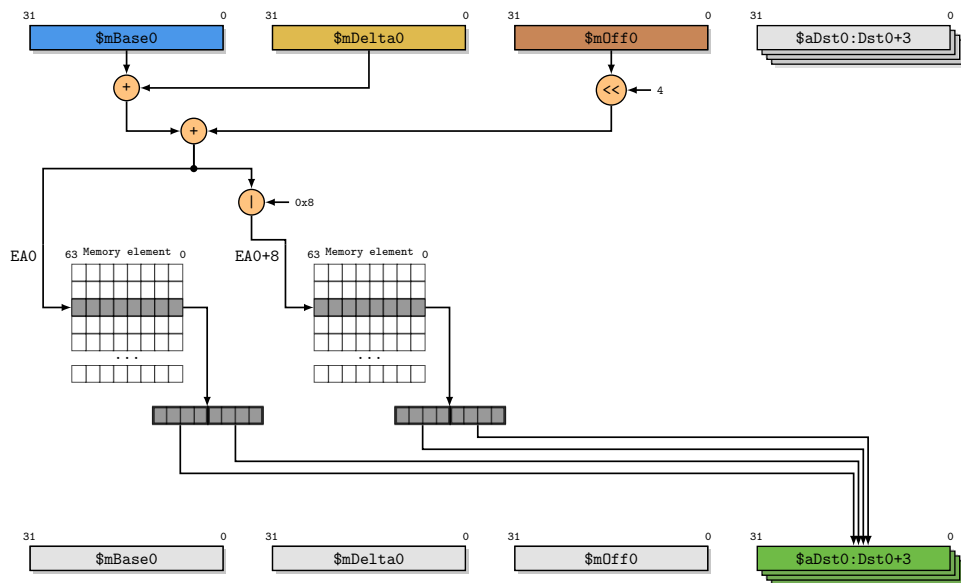 31 0 31 0 31 0 31 0
$mBase0 $mDelta0 $mOff0 $aDst0:Dst0+3
+ << 4
+
| 0x8
EA0 63 Memory element 0 EA0+8 63 Memory element 0
... ...
31 0 31 0 31 0 31 0
$mBase0 $mDelta0 $mOff0 $aDst0:Dst0+3